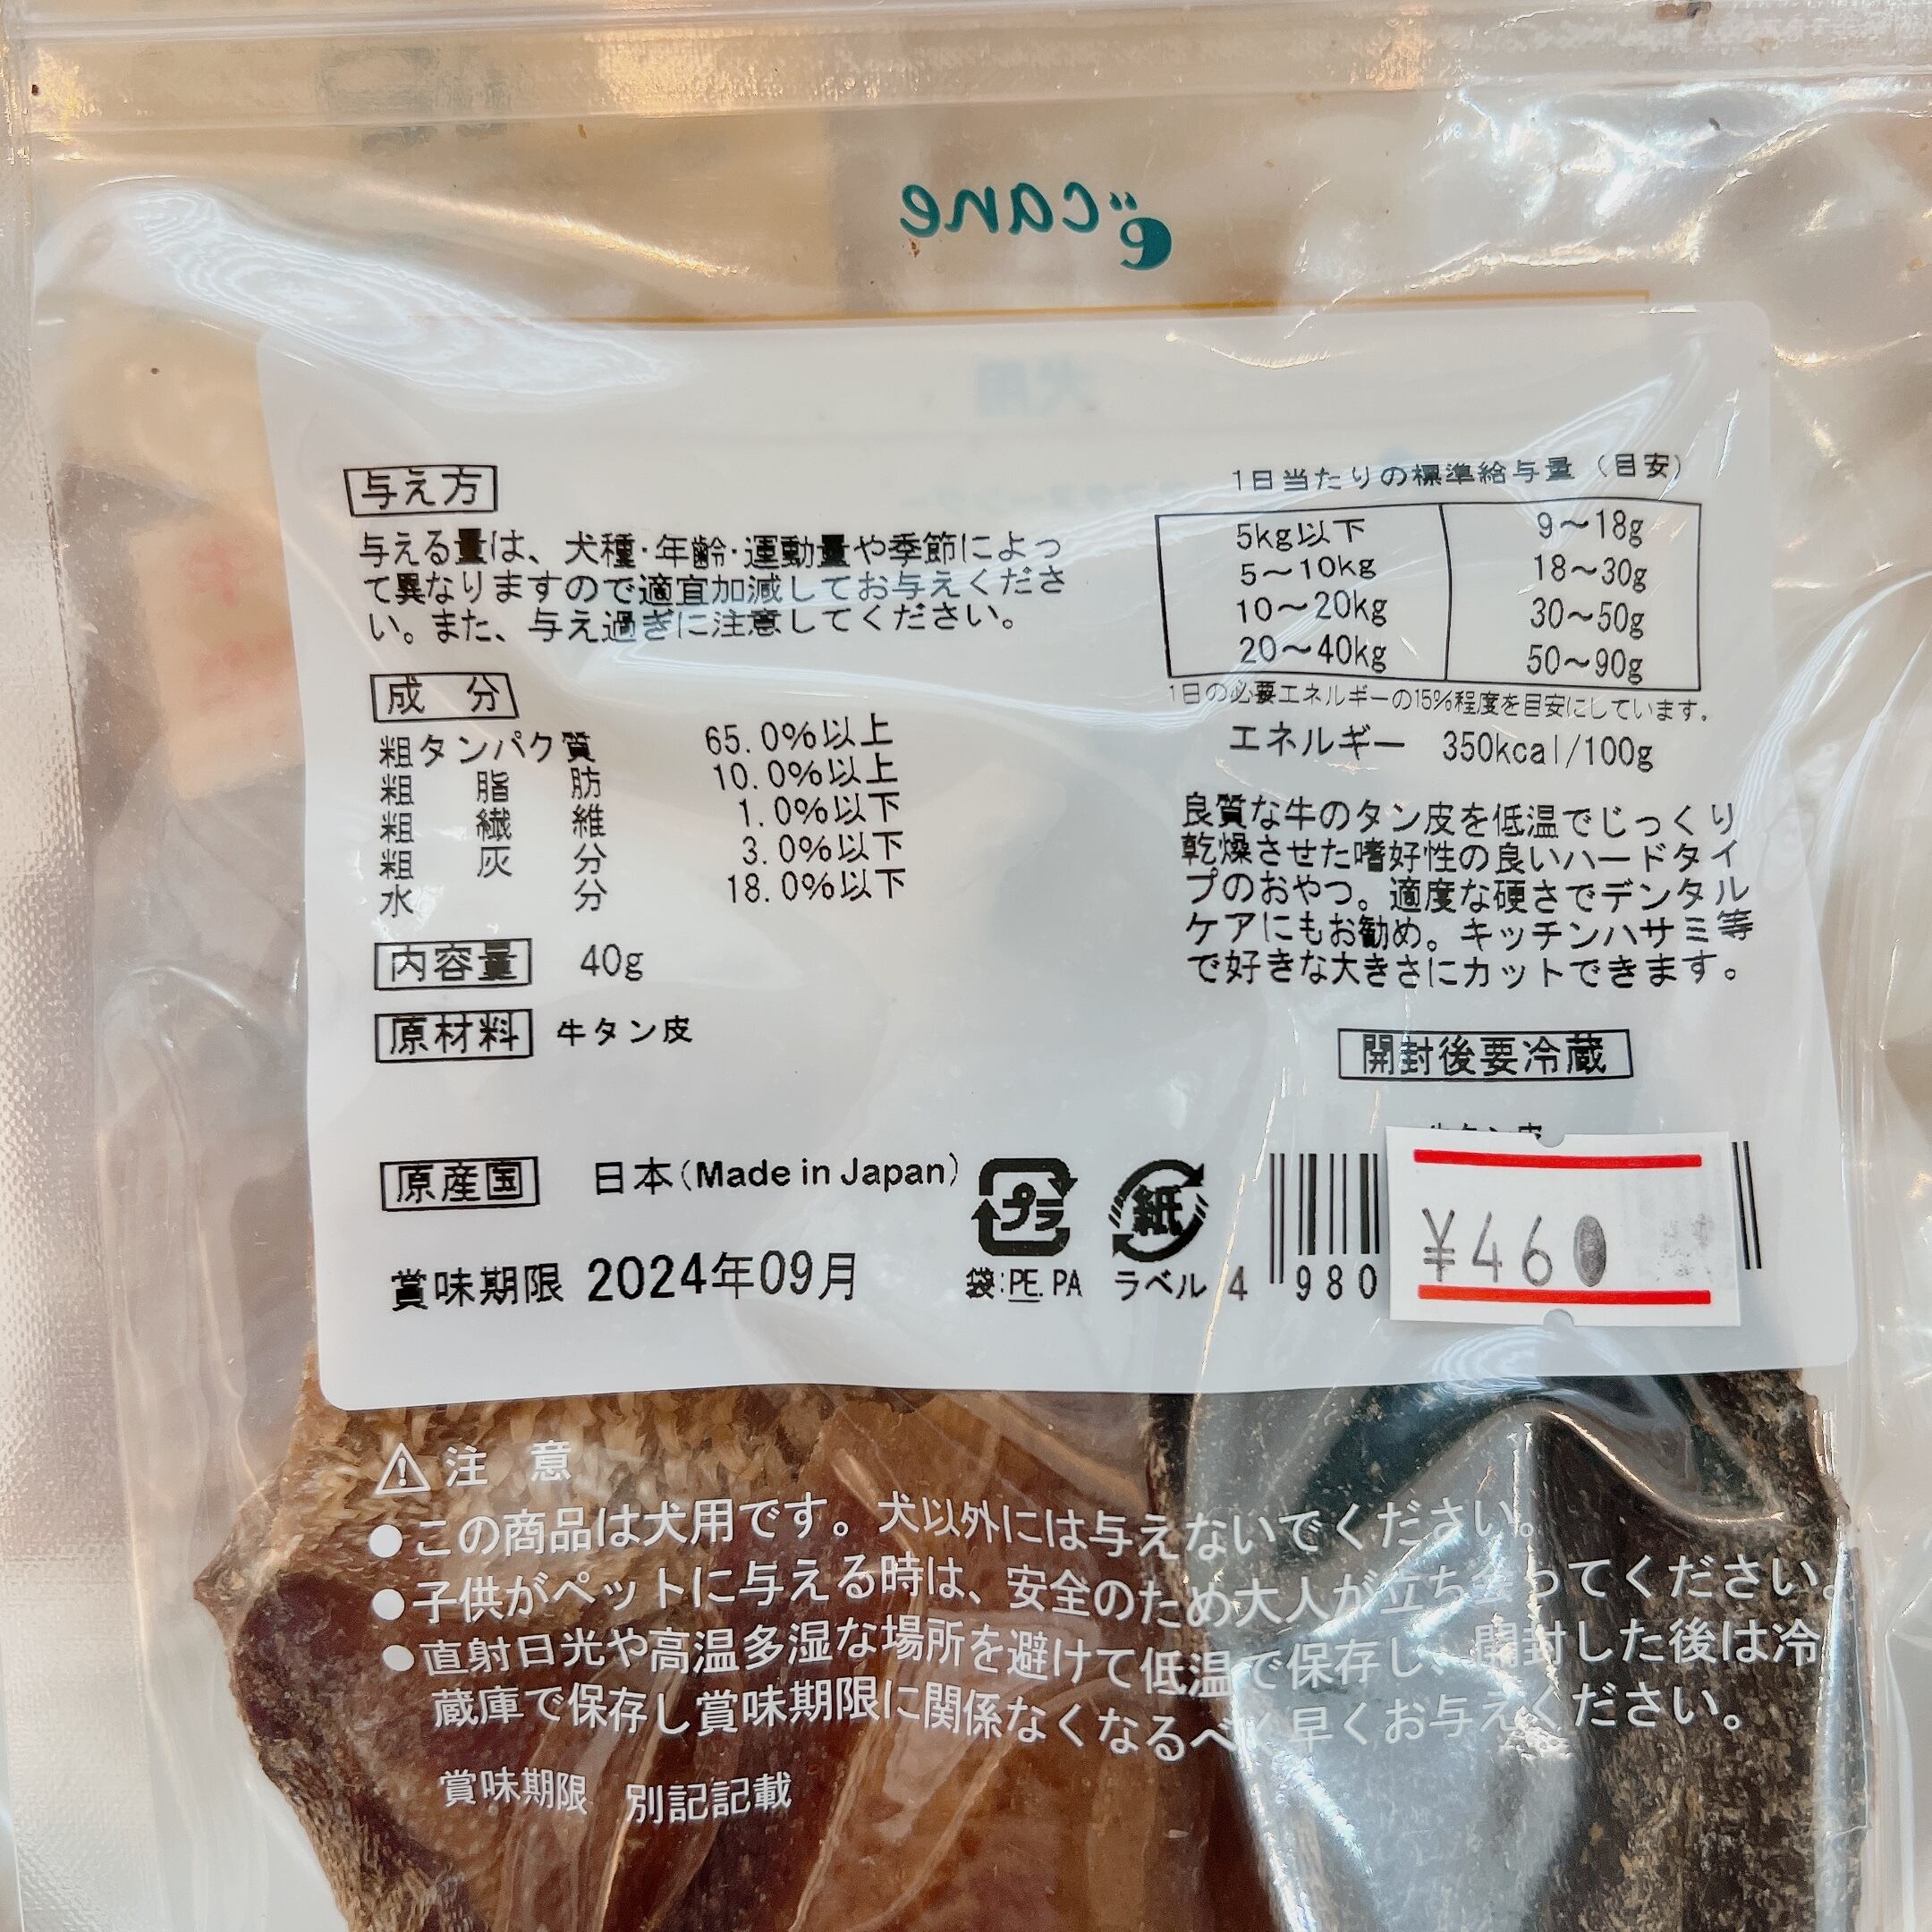 e cane
犬用
与え方
与える量は、犬種・年齢・運動量や季節によっ
て異なりますので適宜加減してお与えくださ
い。また、与え過ぎに注意してください。
成 分
粗タンパク質 65.0%以上
粗脂肪 10.0%以上
粗繊維 1.0%以下
粗灰分 3.0%以下
水分 18.0%以下
内容量 40g
原材料 牛タン皮
原産国 日本(Made in Japan)
賞味期限 2024年09月
1日当たりの標準給与量(目安)
5kg以下 9〜18g
5〜10kg 18〜30g
10〜20kg 30〜50g
20〜40kg 50〜90g
1日の必要エネルギーの15%程度を目安にしています。
エネルギー 350kcal/100g
良質な牛のタン皮を低温でじっくり
乾燥させた嗜好性の良いハードタイ
プのおやつ。適度な硬さでデンタル
ケアにもお勧め。キッチンハサミ等
で好きな大きさにカットできます。
開封後要冷蔵
牛タン皮
プラ
袋:PE,PA
紙
ラベル
4 980
¥460
注 意
●この商品は犬用です。犬以外には与えないでください。
●子供がペットに与える時は、安全のため大人が立ち会ってください。
●直射日光や高温多湿な場所を避けて低温で保存し、開封した後は冷
蔵庫で保存し賞味期限に関係なくなるべく早くお与えください。
賞味期限 別記記載